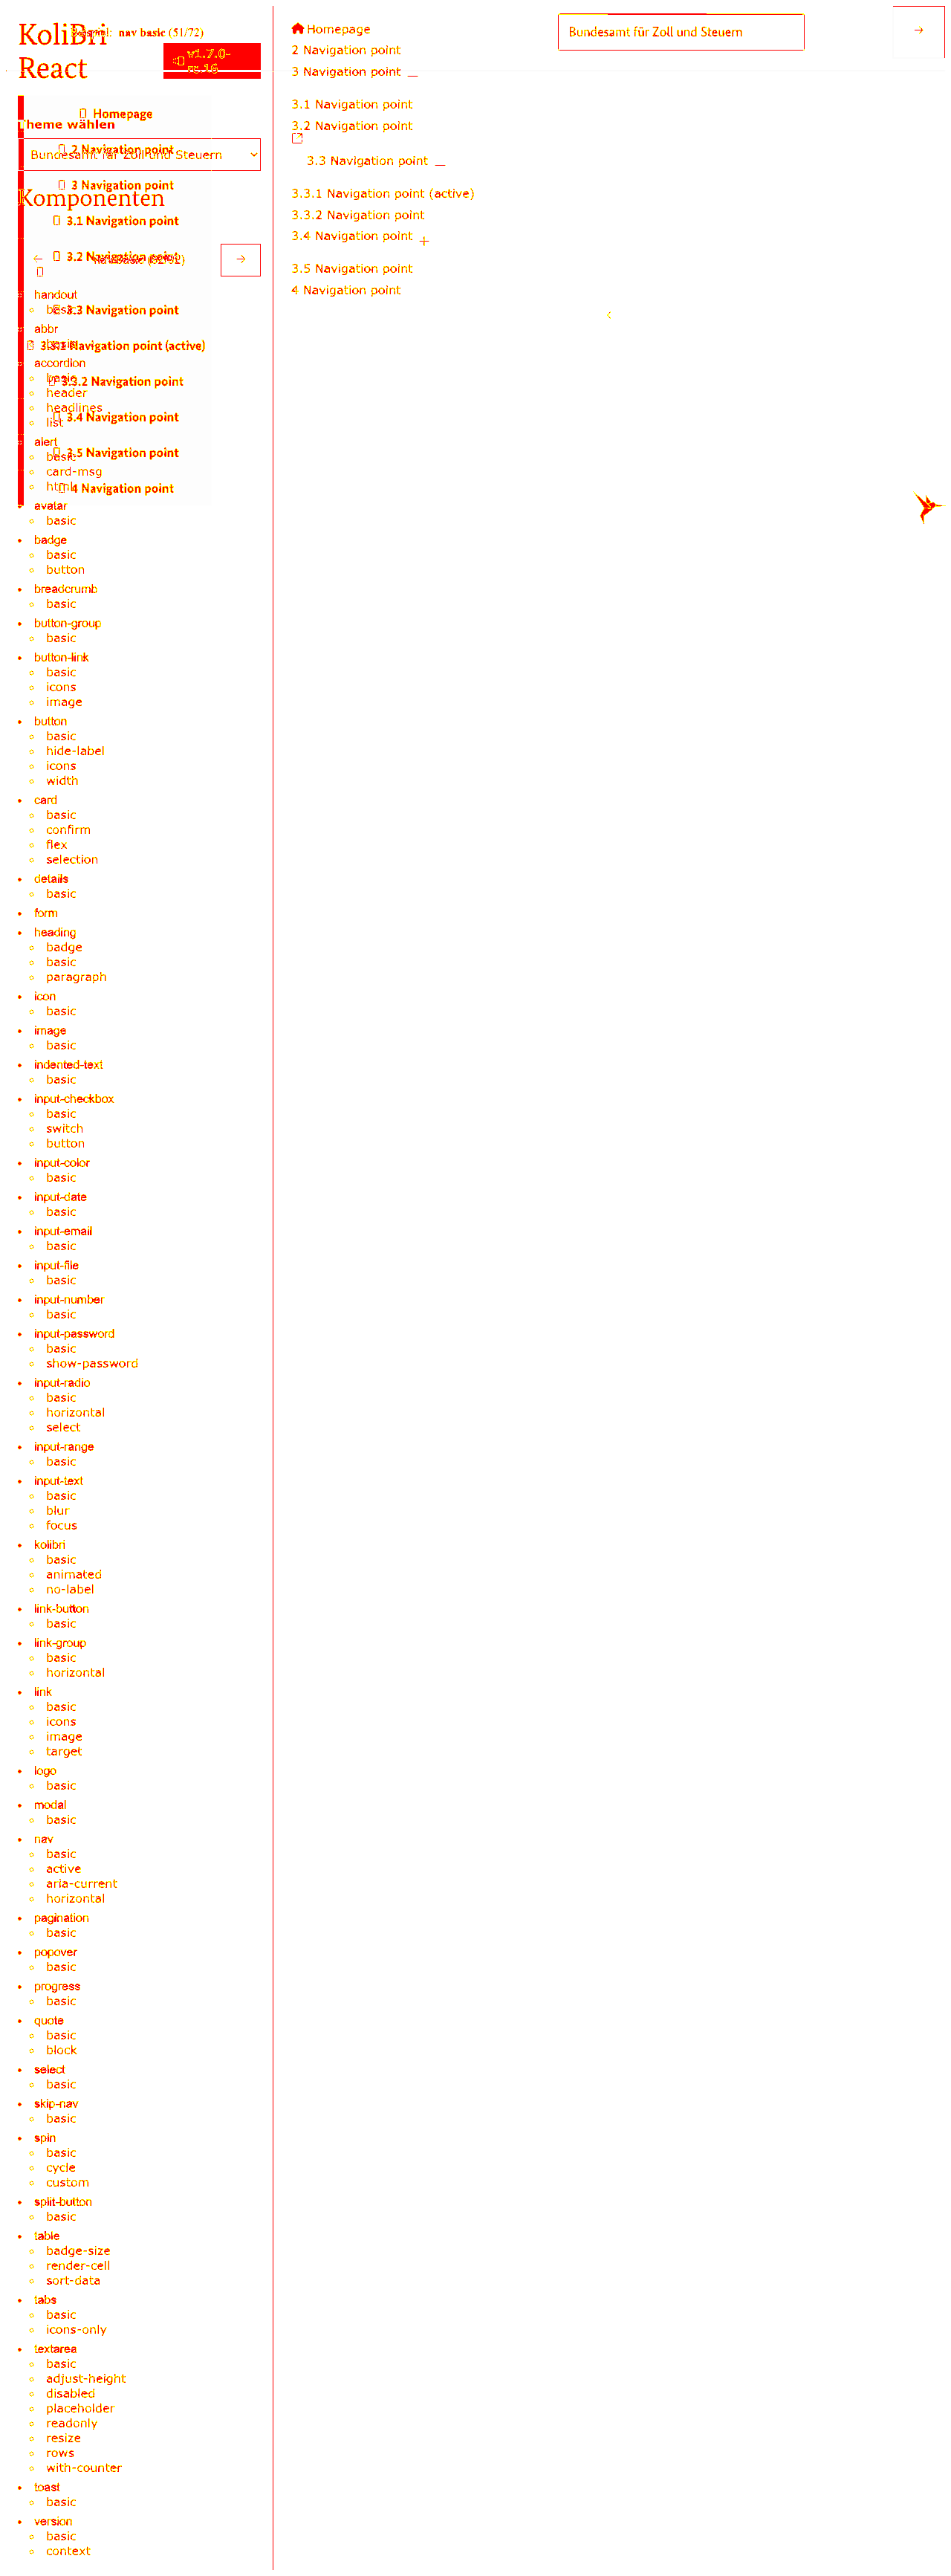 KoliBri
React
Beispiel: nav basic (51/72)
v1.7.0-
rc.16
Theme wählen
Bundesamt für Zoll und Steuern
Komponenten
Homepage
2 Navigation point
3 Navigation point
3.1 Navigation point
3.2 Navigation point
3.3 Navigation point
3.3.1 Navigation point (active)
3.3.2 Navigation point
3.4 Navigation point
3.5 Navigation point
4 Navigation point
handout
basic
abbr
basic
accordion
basic
header
headlines
list
alert
basic
card-msg
html
avatar
basic
badge
basic
button
breadcrumb
basic
button-group
basic
button-link
basic
icons
image
button
basic
hide-label
icons
width
card
basic
confirm
flex
selection
details
basic
form
heading
badge
basic
paragraph
icon
basic
image
basic
indented-text
basic
input-checkbox
basic
switch
button
input-color
basic
input-date
basic
input-email
basic
input-file
basic
input-number
basic
input-password
basic
show-password
input-radio
basic
horizontal
select
input-range
basic
input-text
basic
blur
focus
kolibri
basic
animated
no-label
link-button
basic
link-group
basic
horizontal
link
basic
icons
image
target
logo
basic
modal
basic
nav
basic
active
aria-current
horizontal
pagination
basic
popover
basic
progress
basic
quote
basic
block
select
basic
skip-nav
basic
spin
basic
cycle
custom
split-button
basic
table
badge-size
render-cell
sort-data
tabs
basic
icons-only
textarea
basic
adjust-height
disabled
placeholder
readonly
resize
rows
with-counter
toast
basic
version
basic
context
Homepage
2 Navigation point
3 Navigation point
3.1 Navigation point
3.2 Navigation point
3.3 Navigation point
3.3.1 Navigation point (active)
3.3.2 Navigation point
3.4 Navigation point
3.5 Navigation point
4 Navigation point
Bundesamt für Zoll und Steuern